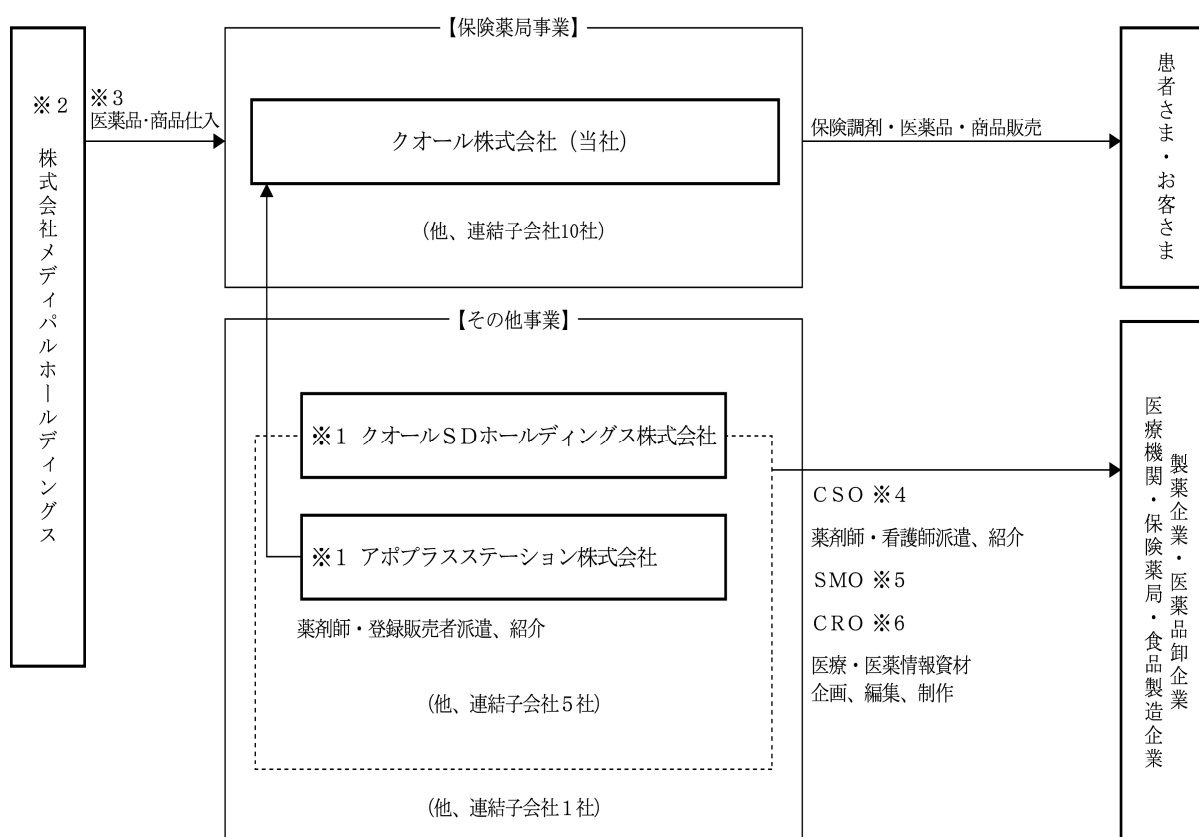 【保険薬局事業】
※2 株式会社メディパルホールディングス
※3
医薬品・商品仕入
クオール株式会社（当社）
（他、連結子会社10社）
保険調剤・医薬品・商品販売
患者さま・お客さま
【その他事業】
※1 クオールＳＤホールディングス株式会社
※1 アポプラスステーション株式会社
薬剤師・登録販売者派遣、紹介
（他、連結子会社５社）
（他、連結子会社１社）
CSO ※4
薬剤師・看護師派遣、紹介
SMO ※5
CRO ※6
医療・医薬情報資材
企画、編集、制作
製薬企業・医薬品卸企業
医療機関・保険薬局・食品製造企業